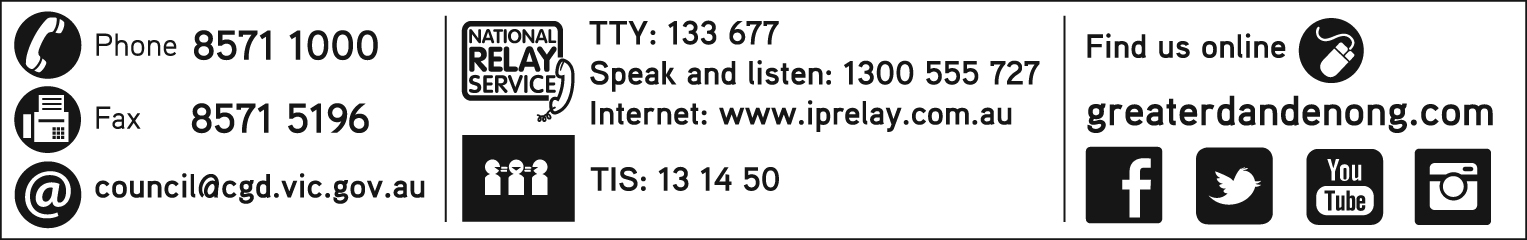 Phone 8571 1000
Fax 8571 5196
council@cgd.vic.gov.au
NATIONAL
RELAY
SERVICE
TTY: 133 677
Speak and listen: 1300 555 727
Internet: www.iprelay.com.au
TIS: 13 14 50
Find us online
greaterdandenong.com
You
Tube